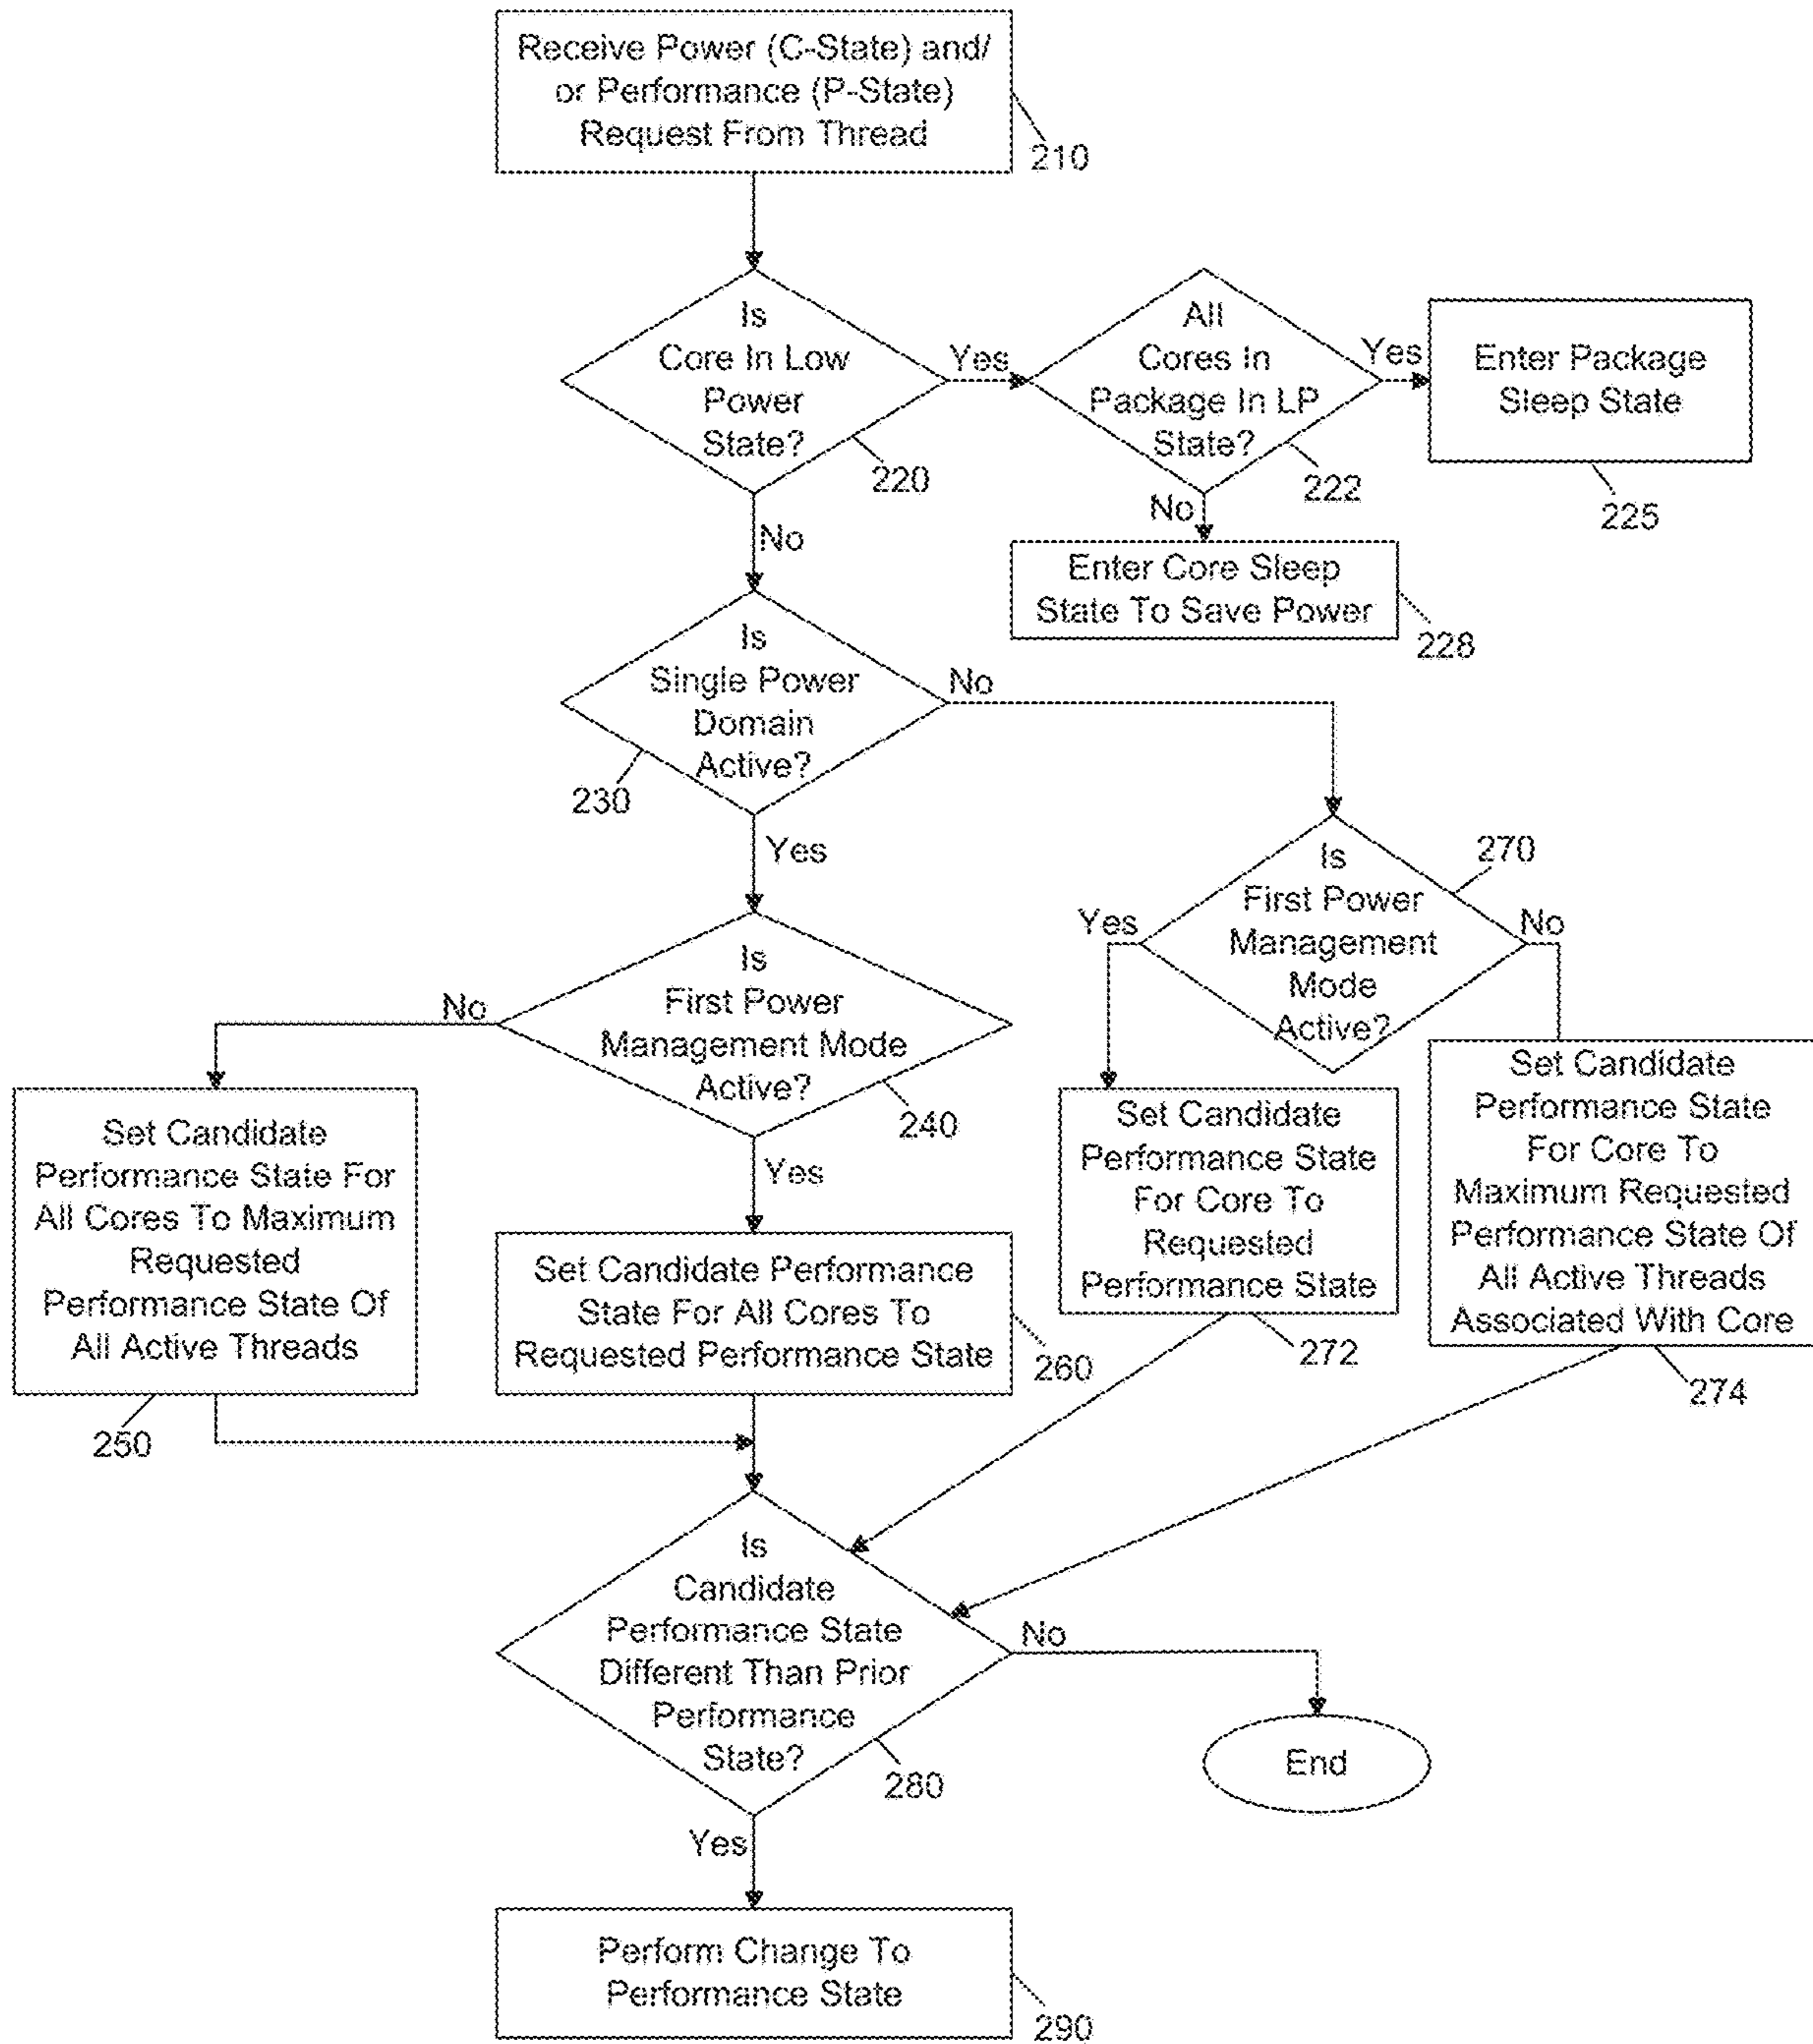 Receive Power (C-State) and/
or Performance (P-State)
Request From Thread
210
Is
Core In Low
Power
State?
220
Yes
All
Cores In
Package In LP
State?
222
Yes
Enter Package
Sleep State
225
No
Enter Core Sleep
State To Save Power
228
No
Is
Single Power
Domain
Active?
230
No
Yes
Is
First Power
Management Mode
Active?
240
No
Set Candidate
Performance State For
All Cores To Maximum
Requested
Performance State Of
All Active Threads
250
Yes
Set Candidate Performance
State For All Cores To
Requested Performance State
260
Is
First Power
Management
Mode
Active?
270
Yes
Set Candidate
Performance State
For Core To
Requested
Performance State
272
No
Set Candidate
Performance State
For Core To
Maximum Requested
Performance State Of
All Active Threads
Associated With Core
274
Is
Candidate
Performance State
Different Than Prior
Performance
State?
280
No
End
Yes
Perform Change To
Performance State
290